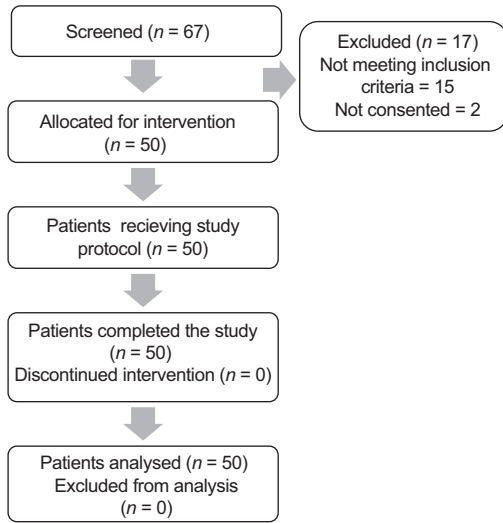 Screened (n = 67)
Excluded (n = 17)
Not meeting inclusion
criteria = 15
Not consented = 2
Allocated for intervention
(n = 50)
Patients recieving study
protocol (n = 50)
Patients completed the study
(n = 50)
Discontinued intervention (n = 0)
Patients analysed (n = 50)
Excluded from analysis
(n = 0)